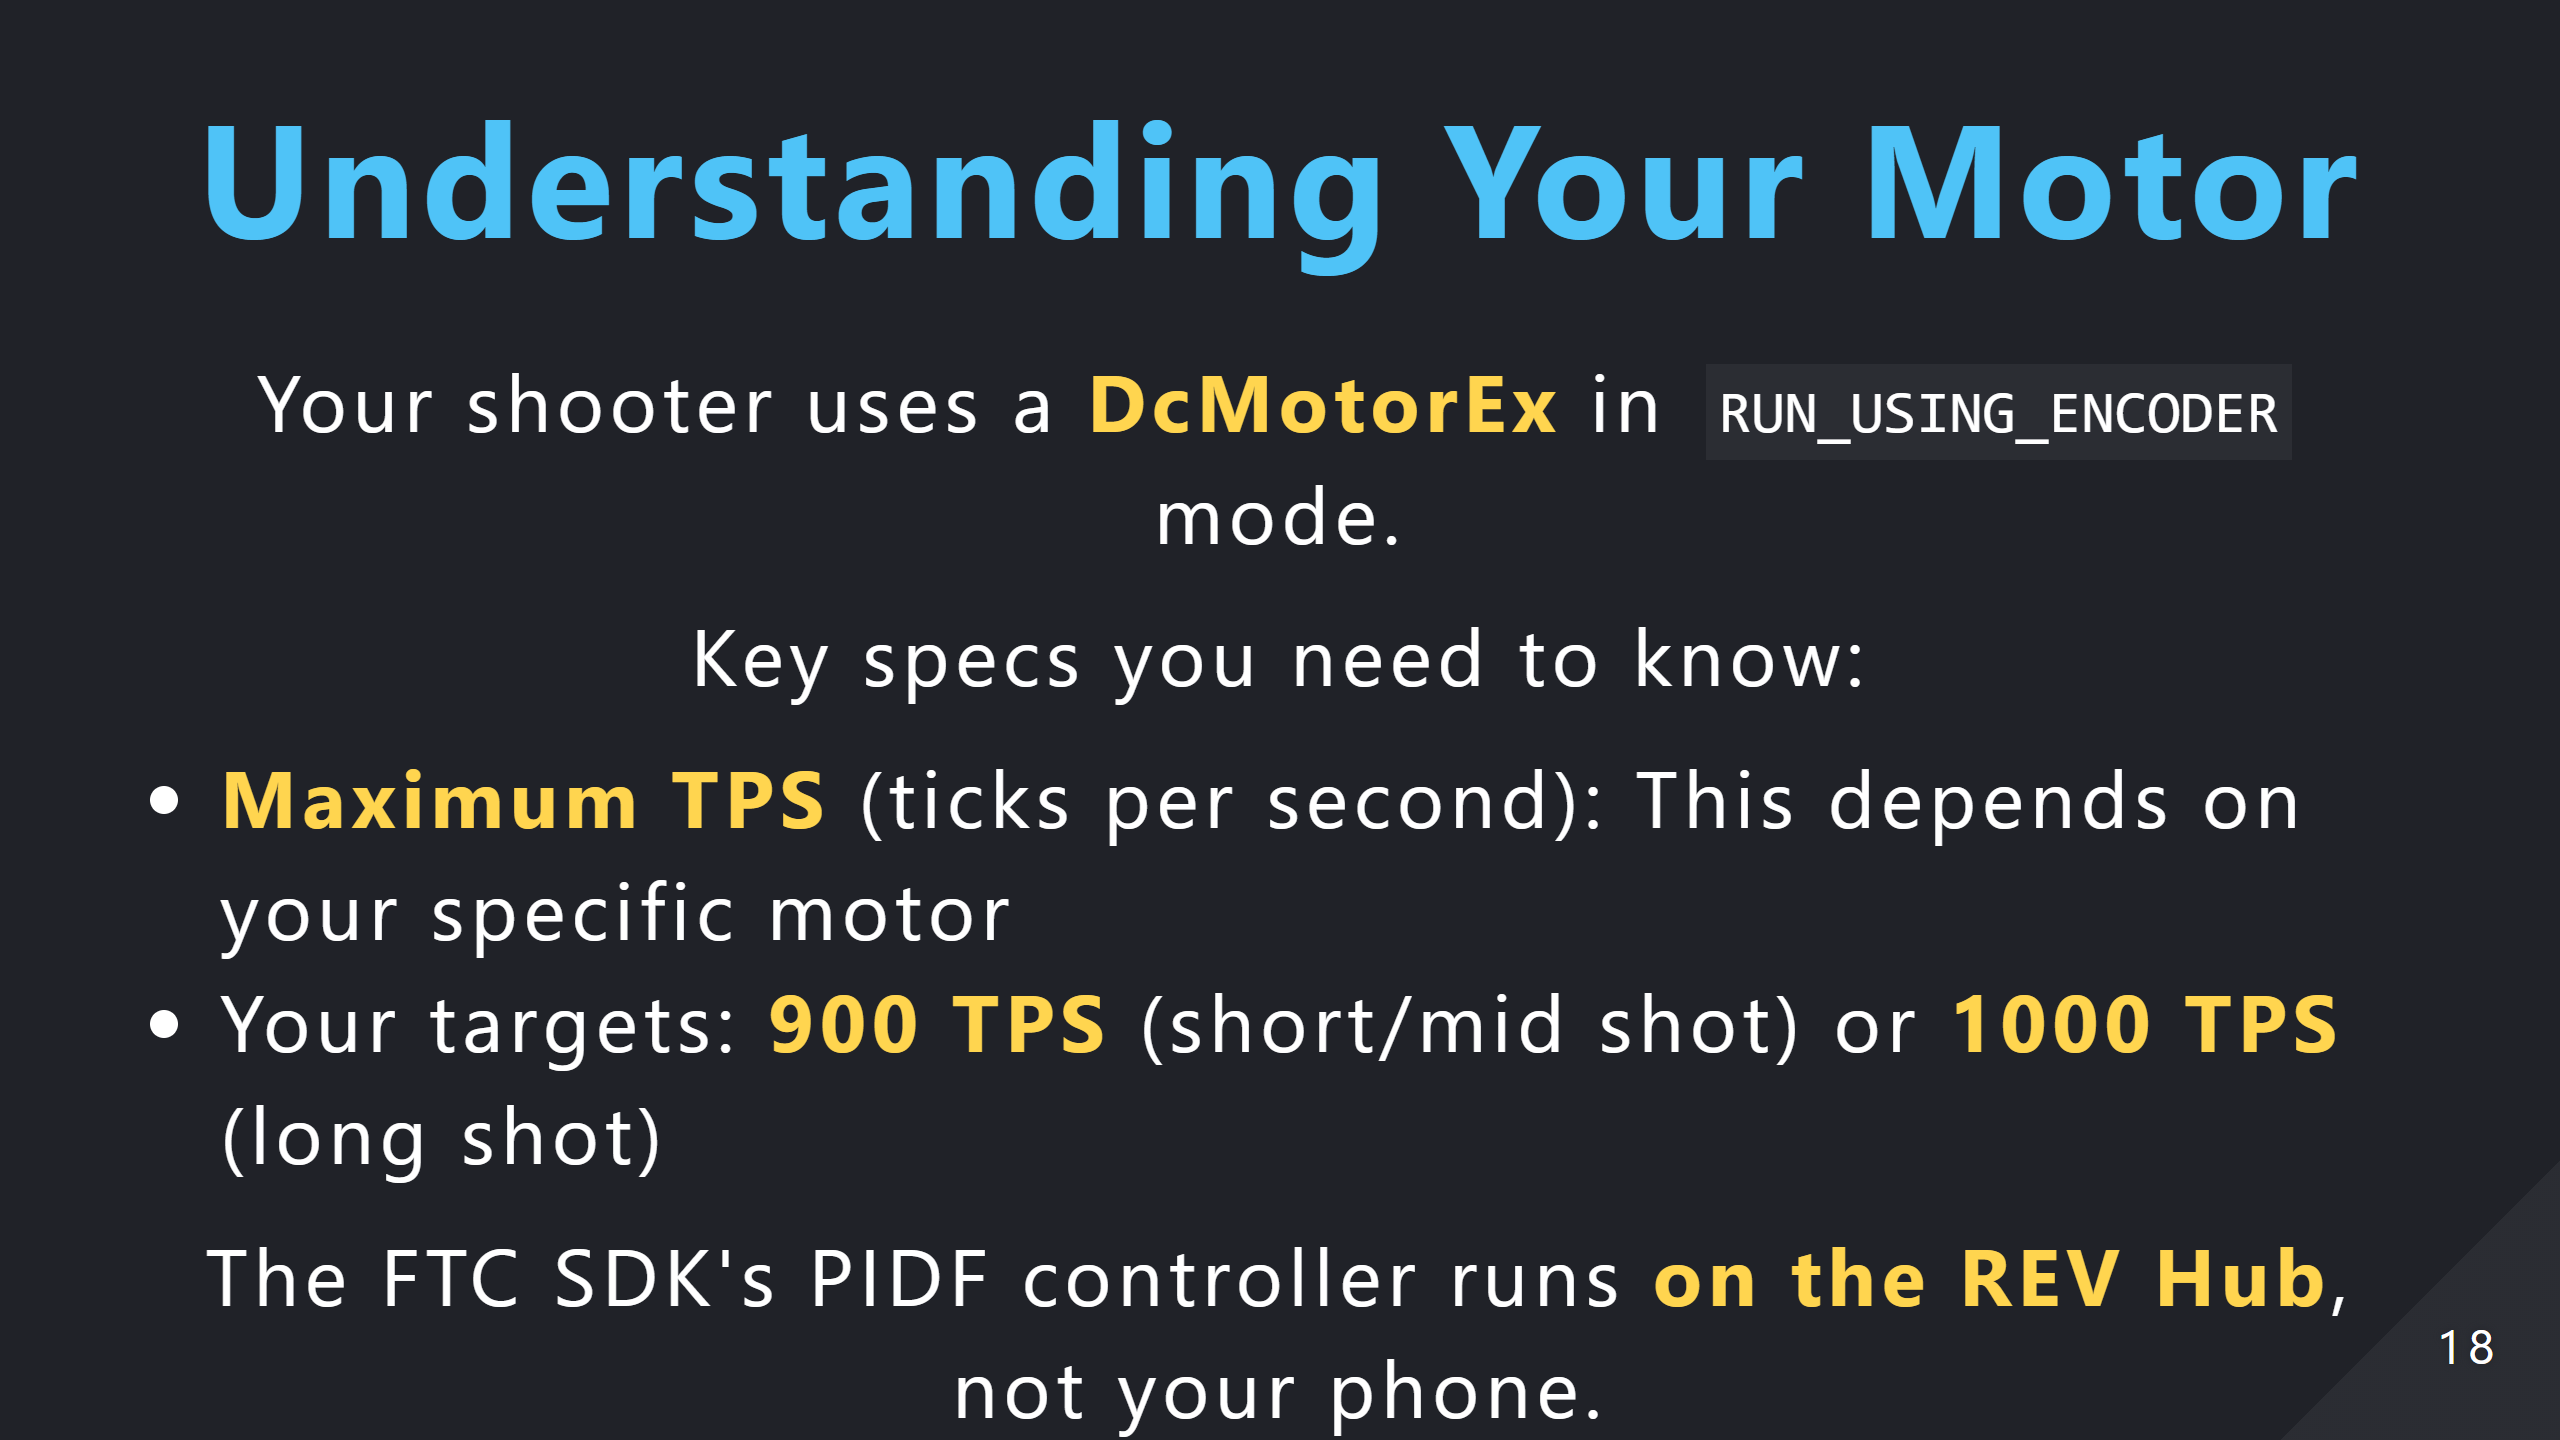 Understanding Your Motor
Your shooter uses a DcMotorEx in RUN_USING_ENCODER
mode.
Key specs you need to know:
• Maximum TPS (ticks per second): This depends on
your specific motor
• Your targets: 900 TPS (short/mid shot) or 1000 TPS
(long shot)
The FTC SDK's PIDF controller runs on the REV Hub,
not your phone.
18